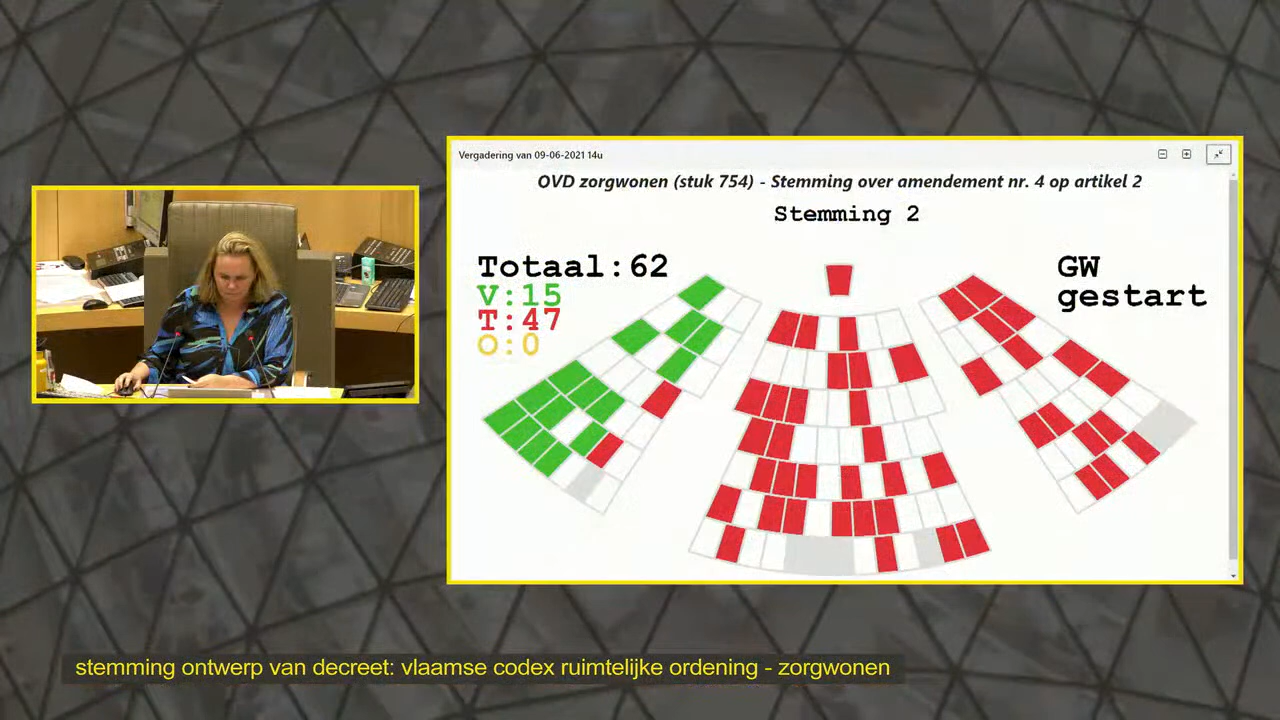 Vergadering van 09-06-2021 14u
OVD zorgwonen (stuk 754) - Stemming over amendement nr. 4 op artikel 2
Stemming 2
Totaal:62
V:15
T:47
O:0
GW
gestart
stemming ontwerp van decreet: vlaamse codex ruimtelijke ordening - zorgwonen